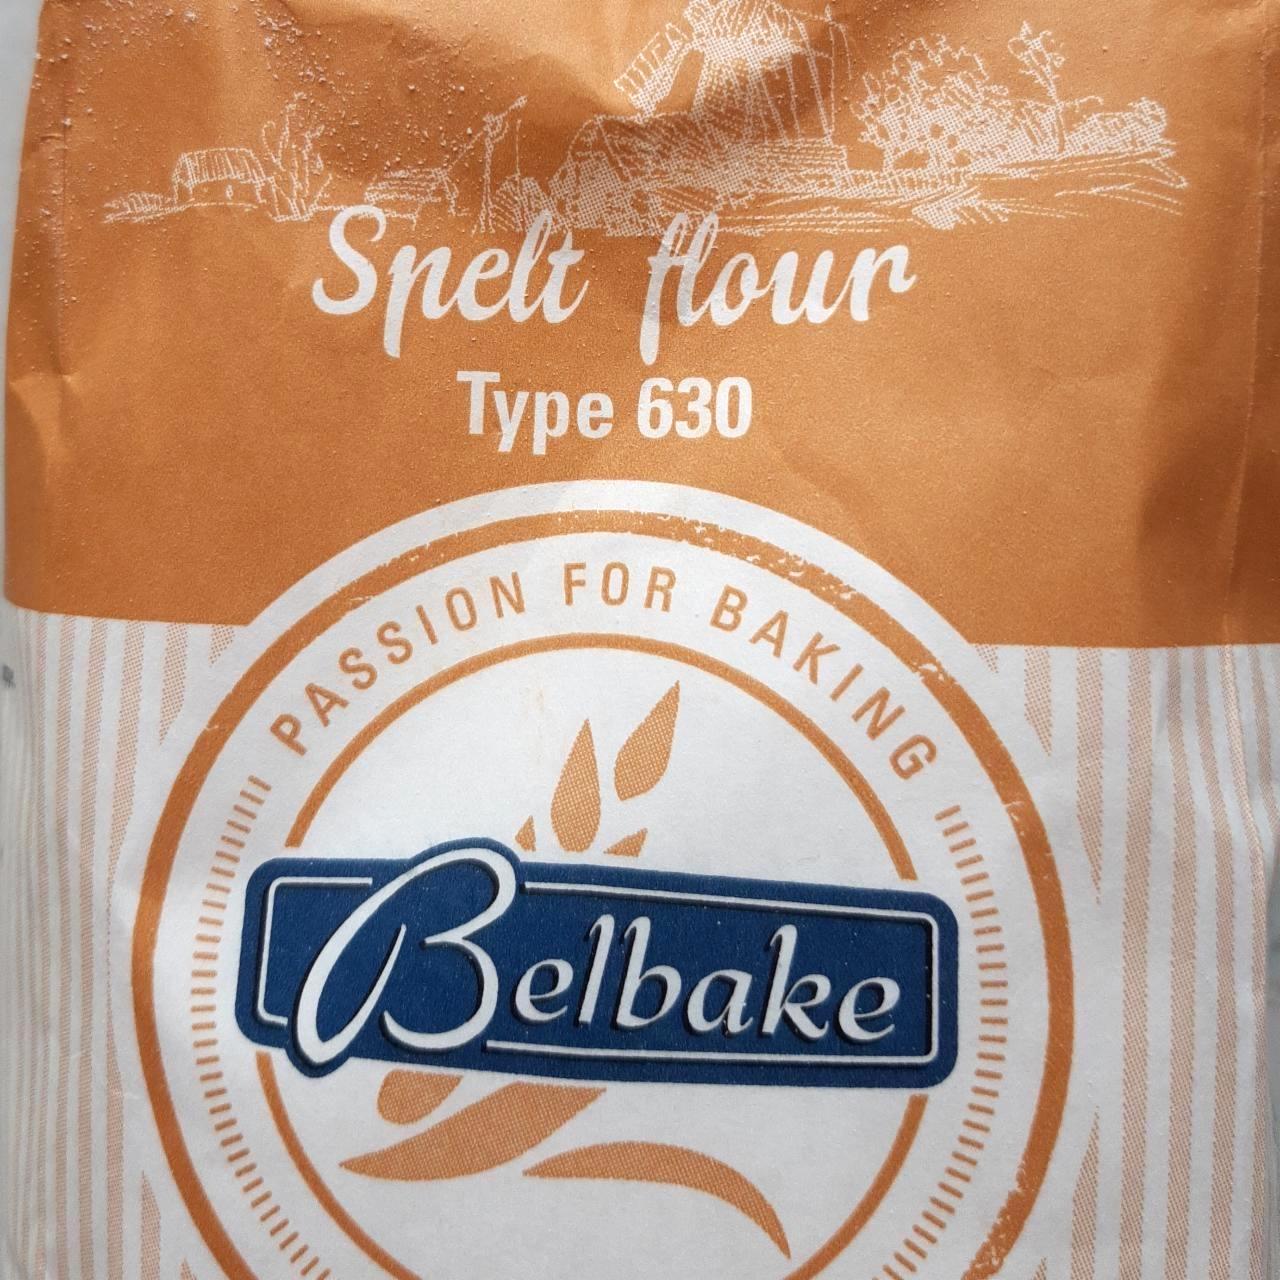 Spelt flour
Type 630
PASSION FOR BAKING
Belbake